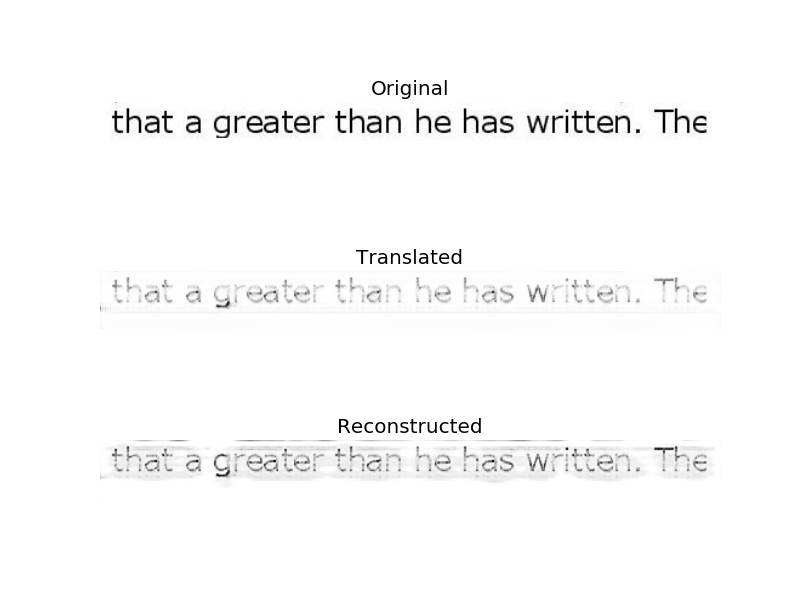 Original
that a greater than he has written. The
Translated
that a greater than he has written. The
Reconstructed
that a greater than he has written. The